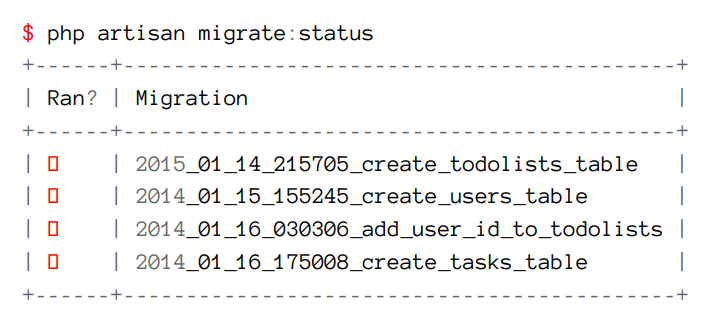 $ php artisan migrate:status
+------+--------------------------------------------+
| Ran? | Migration                                  |
+------+--------------------------------------------+
| ▯    | 2015_01_14_215705_create_todolists_table   |
| ▯    | 2014_01_15_155245_create_users_table       |
| ▯    | 2014_01_16_030306_add_user_id_to_todolists |
| ▯    | 2014_01_16_175008_create_tasks_table       |
+------+--------------------------------------------+